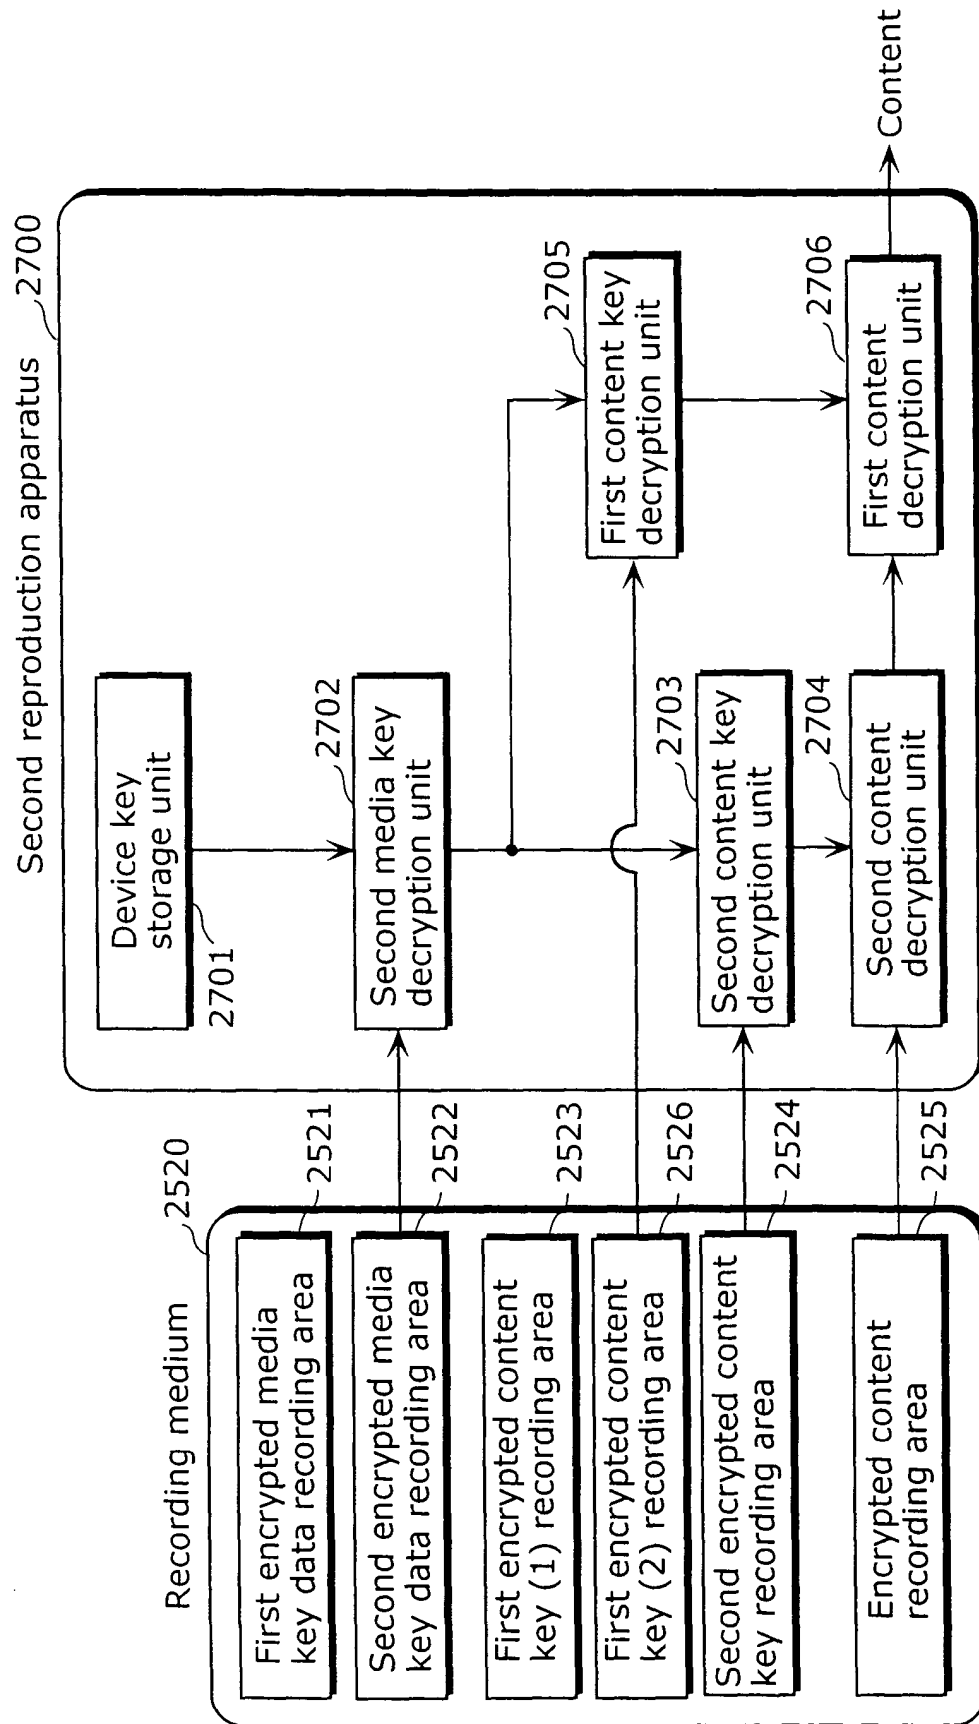 Second reproduction apparatus
2700
Recording medium
2520
First encrypted media
key data recording area
2521
Second encrypted media
key data recording area
2522
First encrypted content
key (1) recording area
2523
First encrypted content
key (2) recording area
2526
Second encrypted content
key recording area
2524
Encrypted content
recording area
2525
Device key
storage unit
2701
Second media key
decryption unit
2702
Second content key
decryption unit
2703
Second content
decryption unit
2704
First content key
decryption unit
2705
First content
decryption unit
2706
Content